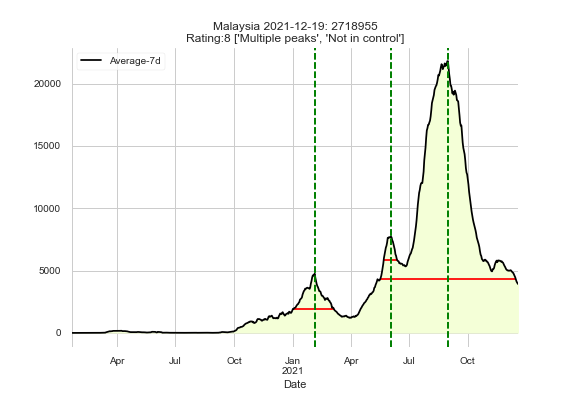 Malaysia 2021-12-19: 2718955
Rating:8 ['Multiple peaks', 'Not in control']
Average-7d
20000
15000
10000
5000
0
Apr Jul Oct Jan Apr Jul Oct
2021
Date